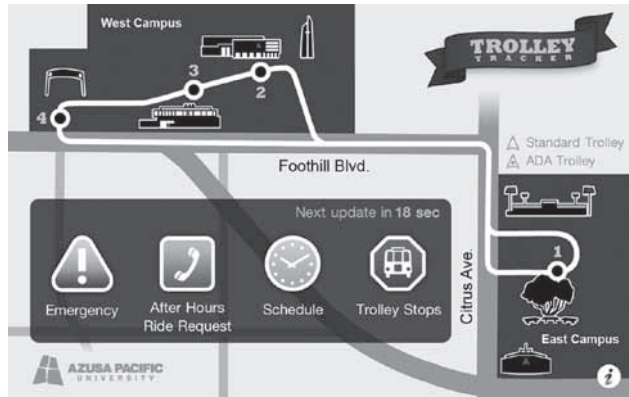 West Campus
TROLLEY
TRACKER
3
2
4
Standard Trolley
ADA Trolley
Foothill Blvd.
Next update in 18 sec
1
Citrus Ave.
Emergency
After Hours
Ride Request
Schedule
Trolley Stops
East Campus
AZUSA PACIFIC
UNIVERSITY
i